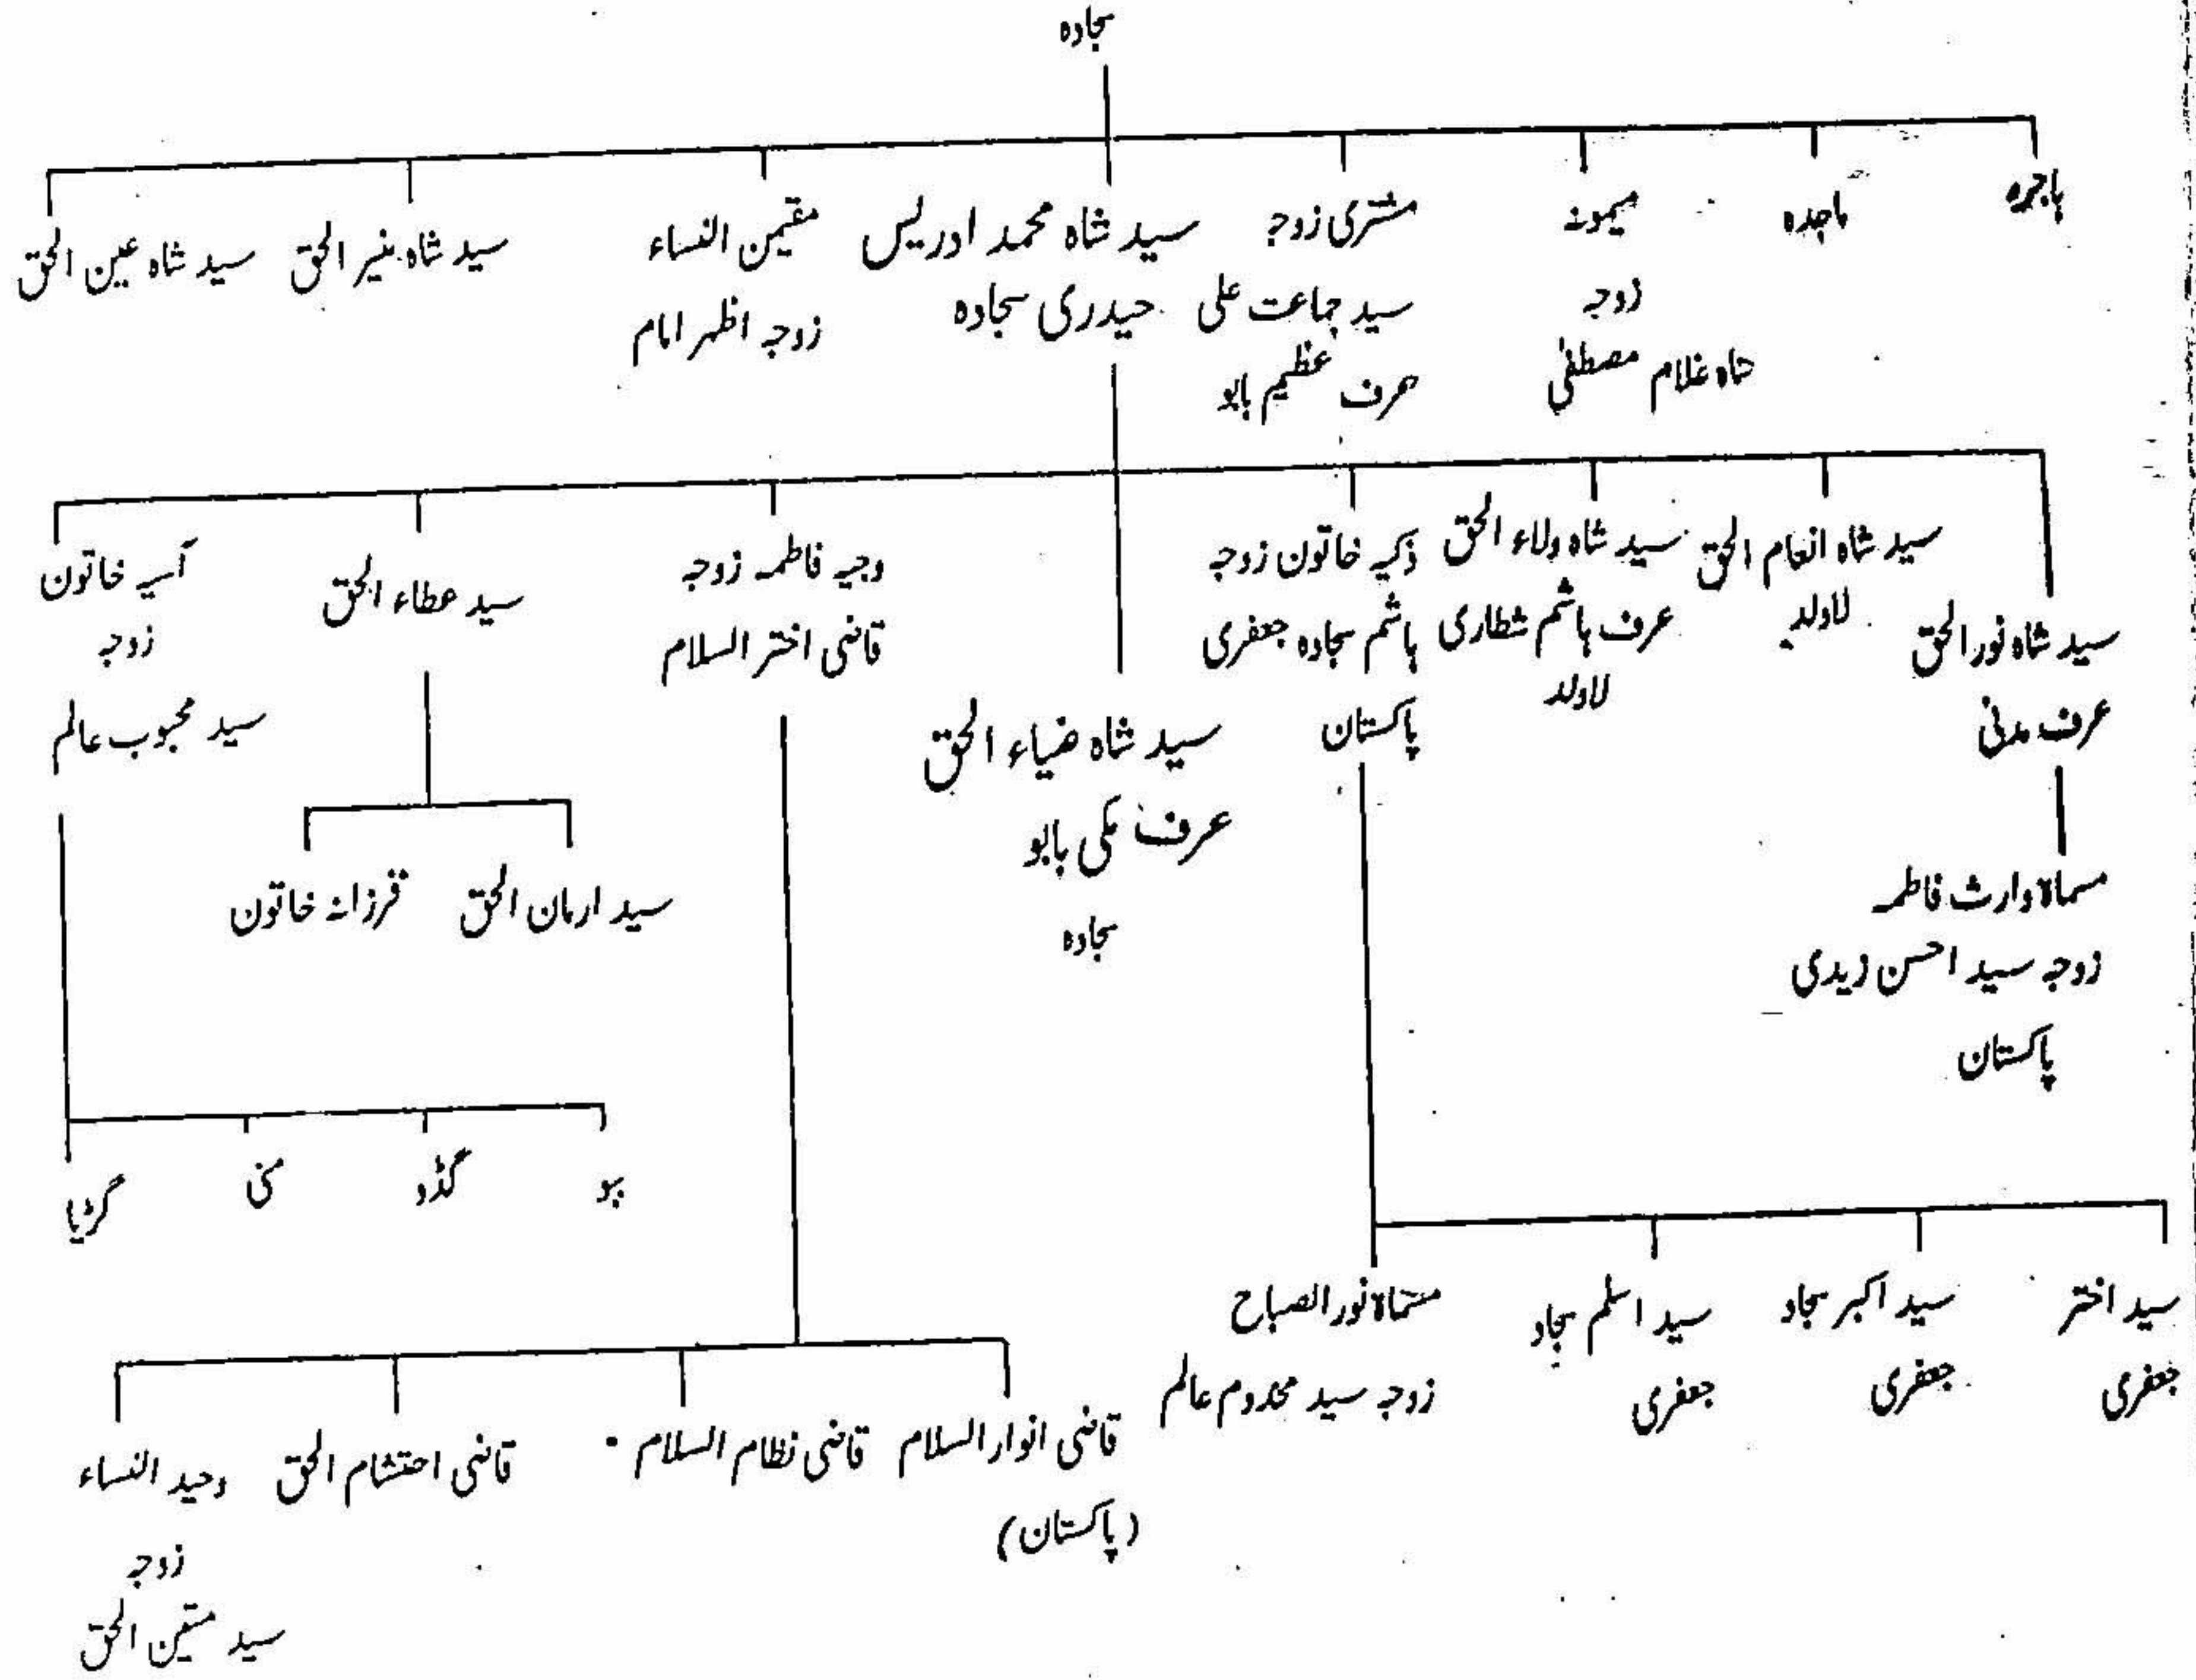 سجادہ
ہاجرہ
ماجدہ
میمونہ
زوجہ
شاہ غلام مصطفیٰ
مشتری زوجہ
سید جماعت علی
عرف عظیم بابو
سید شاہ محمد ادریس
حیدری سجادہ
مقیمن النساء
زوجہ اظہر امام
سید شاہ منیر الحق
سید شاہ عین الحق
سید شاہ نور الحق
عرف مدنی
سید شاہ انعام الحق
لاولد
سید شاہ ولاء الحق
عرف ہاشم شطاری
لاولد
ذکیہ خاتون زوجہ
ہاشم سجادہ جعفری
پاکستان
سید شاہ ضیاء الحق
عرف مکی بابو
سجادہ
وجیہ فاطمہ زوجہ
قاضی اختر السلام
سید عطاء الحق
آسیہ خاتون
زوجہ
سید محبوب عالم
مسماۃ وارث فاطمہ
زوجہ سید احسن زیدی
پاکستان
سید ارمان الحق
فرزانہ خاتون
پپو
گڈو
منی
گڑیا
سید اختر
جعفری
سید اکبر سجاد
جعفری
سید اسلم سجاد
جعفری
مسماۃ نور الصباح
زوجہ سید مخدوم عالم
قاضی انوار السلام
(پاکستان)
قاضی نظام السلام
قاضی احتشام الحق
وحید النساء
زوجہ
سید متین الحق